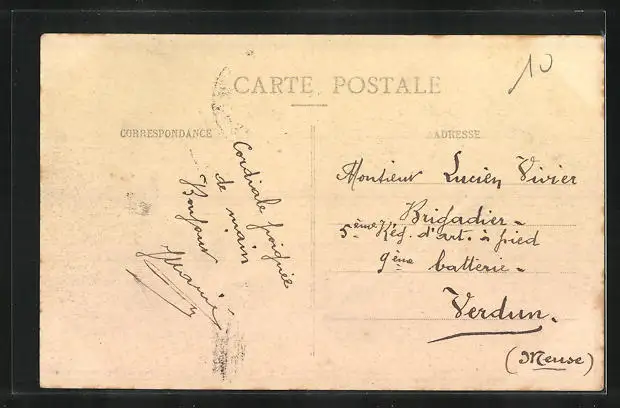 10
CARTE POSTALE
CORRESPONDANCE
ADRESSE
Cordiale poignée
de main
Bonjour
Monsieur Lucien Vivier
Brigadier -
5ème Rég. d'art. à pied
9ème batterie -
Verdun.
(Meuse)